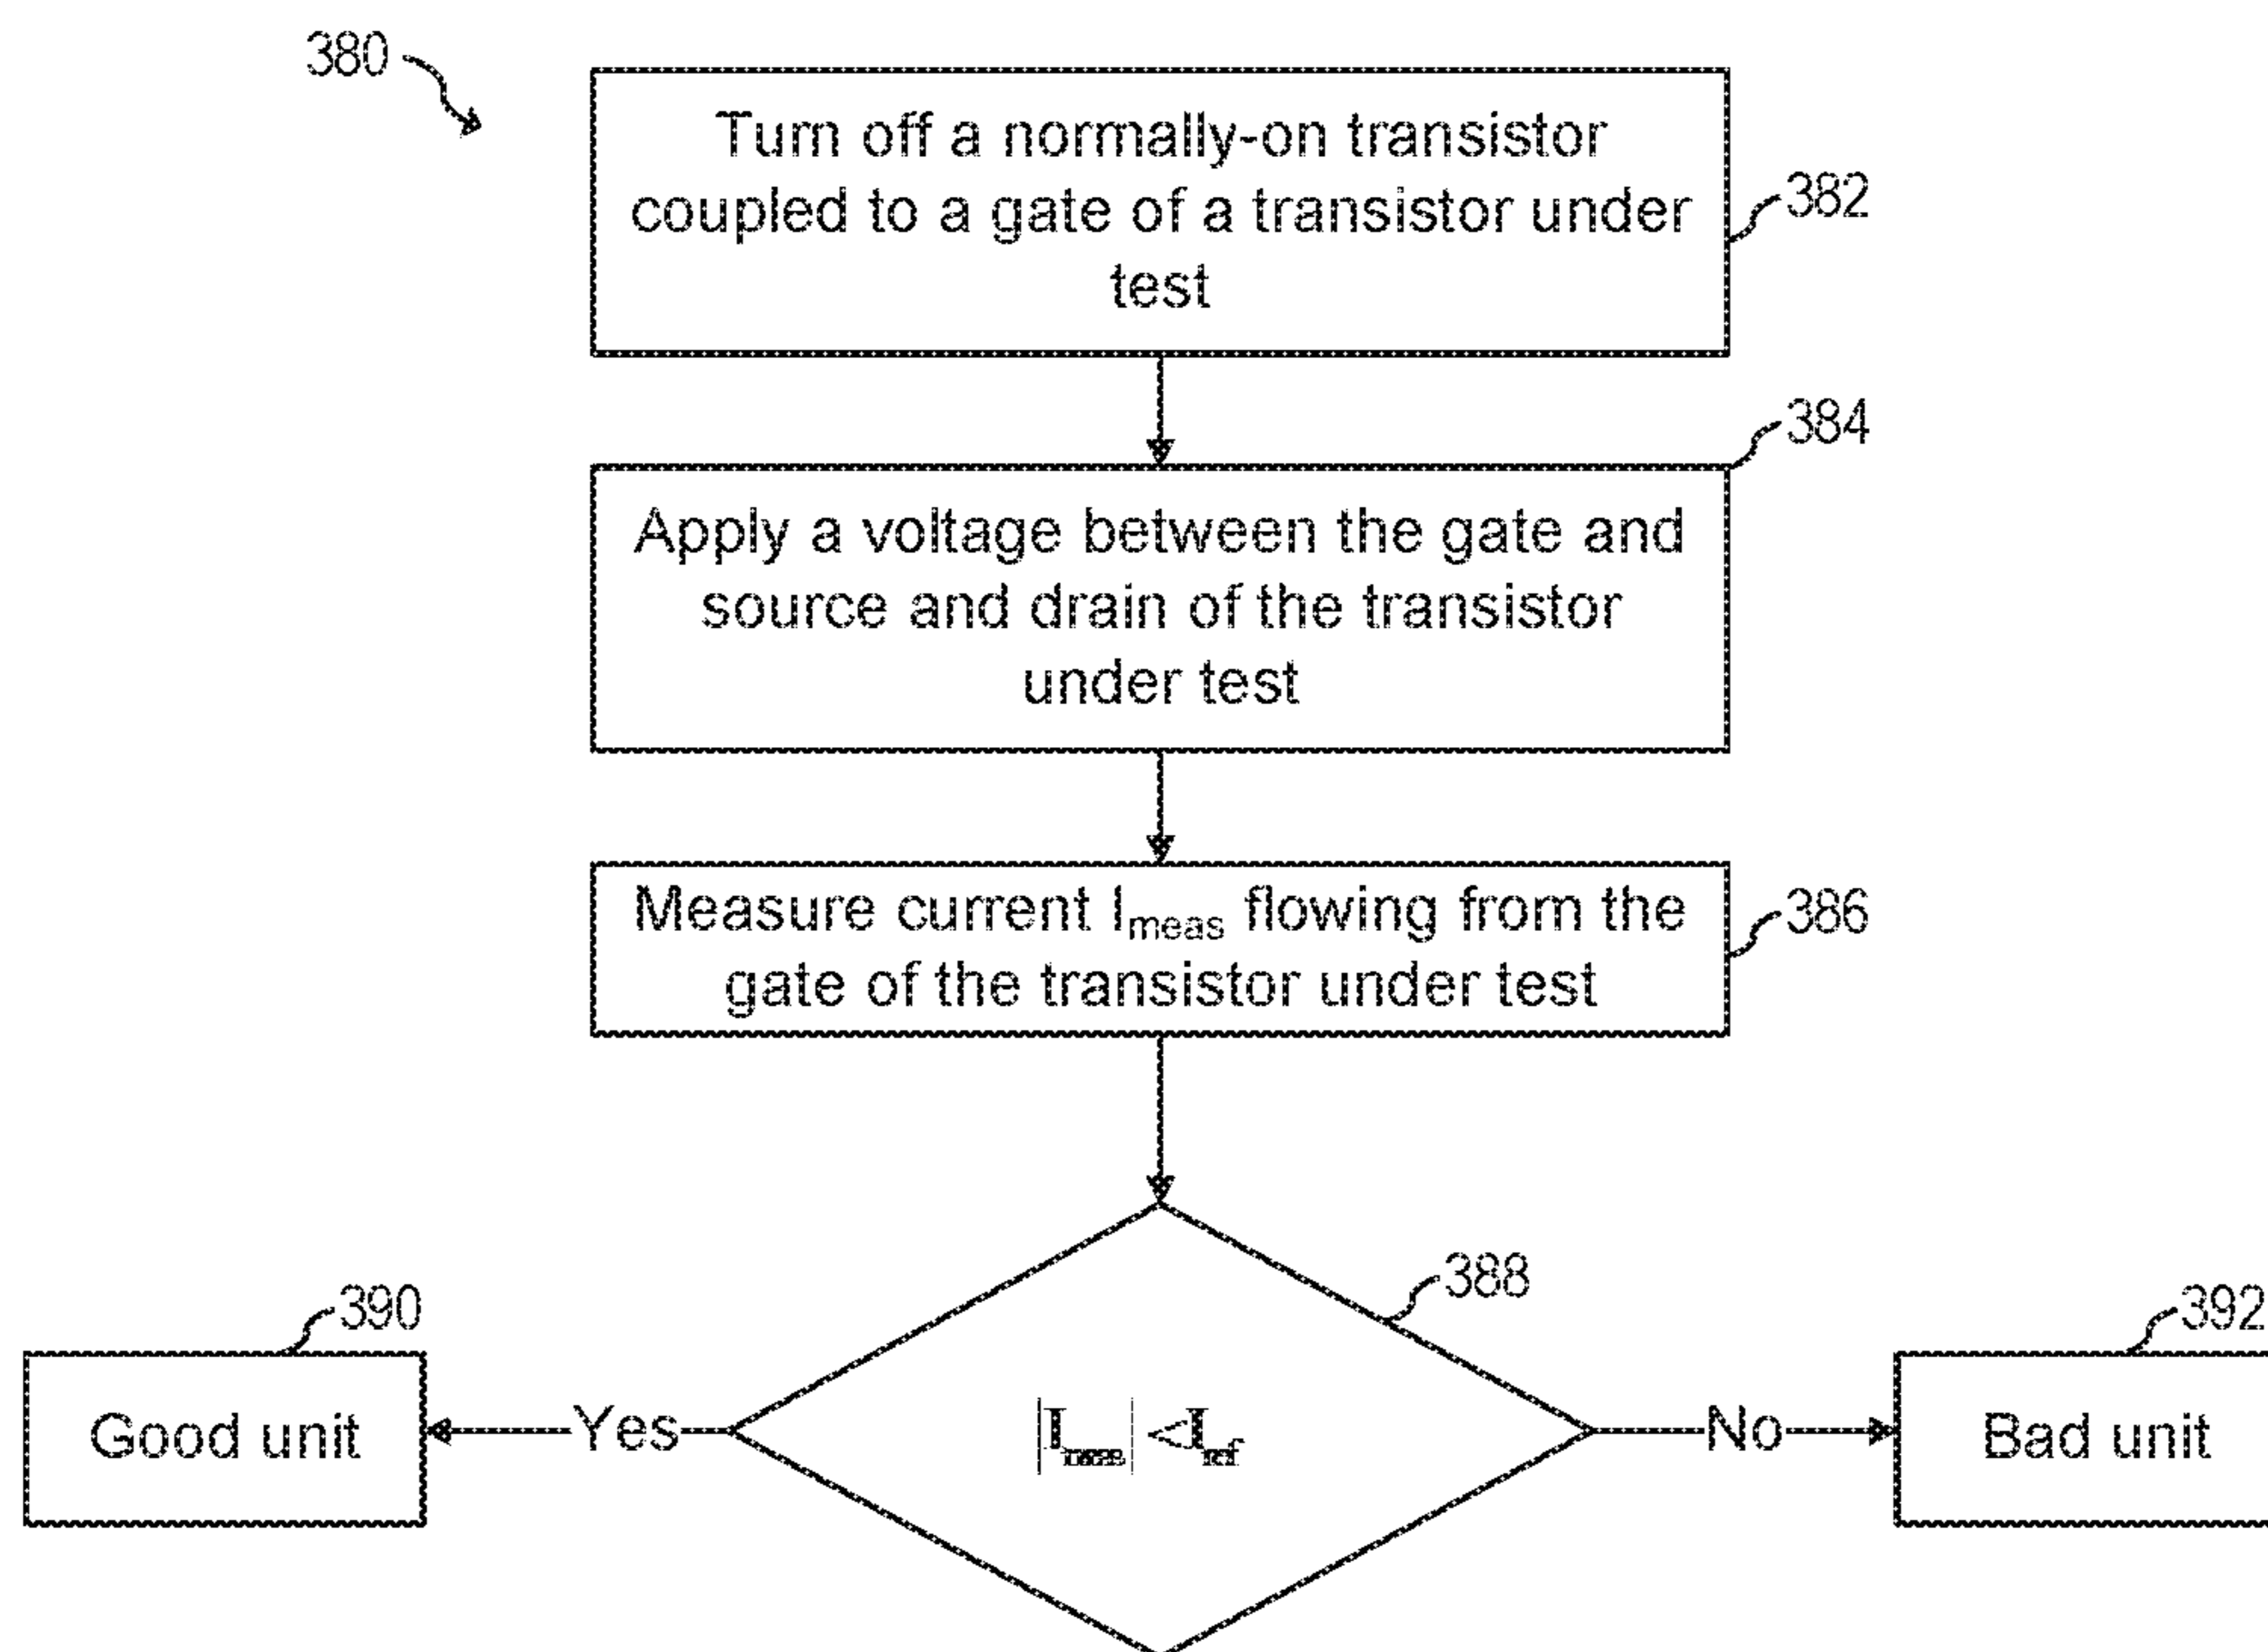 380
Turn off a normally-on transistor
coupled to a gate of a transistor under
test
382
384
Apply a voltage between the gate and
source and drain of the transistor
under test
Measure current Imeas flowing from the
gate of the transistor under test
386
388
390
392
Good unit
Yes
|Imeas| <Iref
No
Bad unit